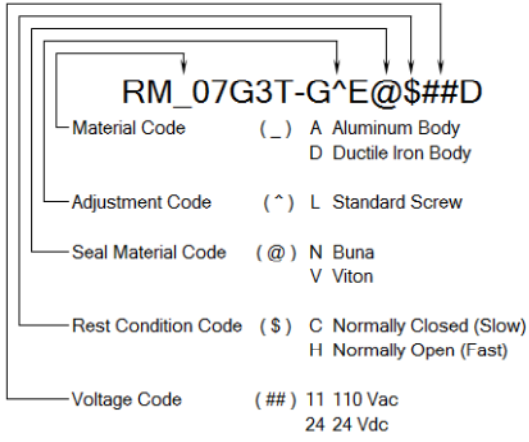 RM_07G3T-G^E@$##D
Material Code ( _ ) A Aluminum Body
D Ductile Iron Body
Adjustment Code ( ^ ) L Standard Screw
Seal Material Code ( @ ) N Buna
V Viton
Rest Condition Code ( $ ) C Normally Closed (Slow)
H Normally Open (Fast)
Voltage Code ( ## ) 11 110 Vac
24 24 Vdc